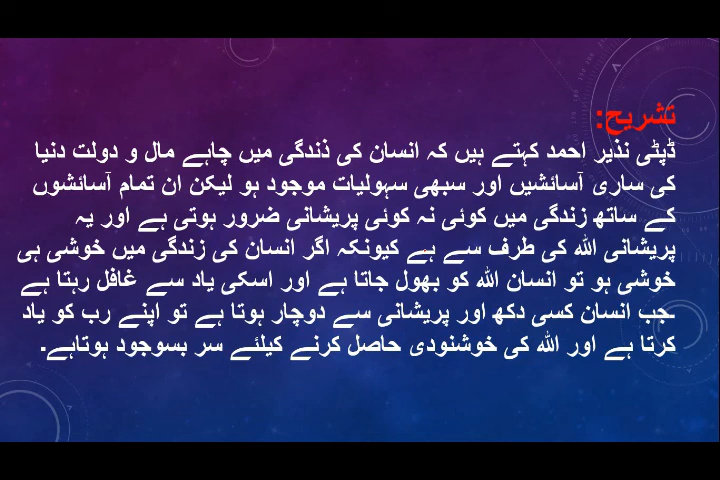 تشریح:
ڈپٹی نذیر احمد کہتے ہیں کہ انسان کی ذندگی میں چاہے مال و دولت دنیا
کی ساری آسائشیں اور سبھی سہولیات موجود ہو لیکن ان تمام آسائشوں
کے ساتھ زندگی میں کوئی نہ کوئی پریشانی ضرور ہوتی ہے اور یہ
پریشانی اللہ کی طرف سے ہے کیونکہ اگر انسان کی زندگی میں خوشی ہی
خوشی ہو تو انسان اللہ کو بھول جاتا ہے اور اسکی یاد سے غافل رہتا ہے
۔جب انسان کسی دکھ اور پریشانی سے دوچار ہوتا ہے تو اپنے رب کو یاد
کرتا ہے اور اللہ کی خوشنودی حاصل کرنے کیلئے سر بسوجود ہوتاہے۔